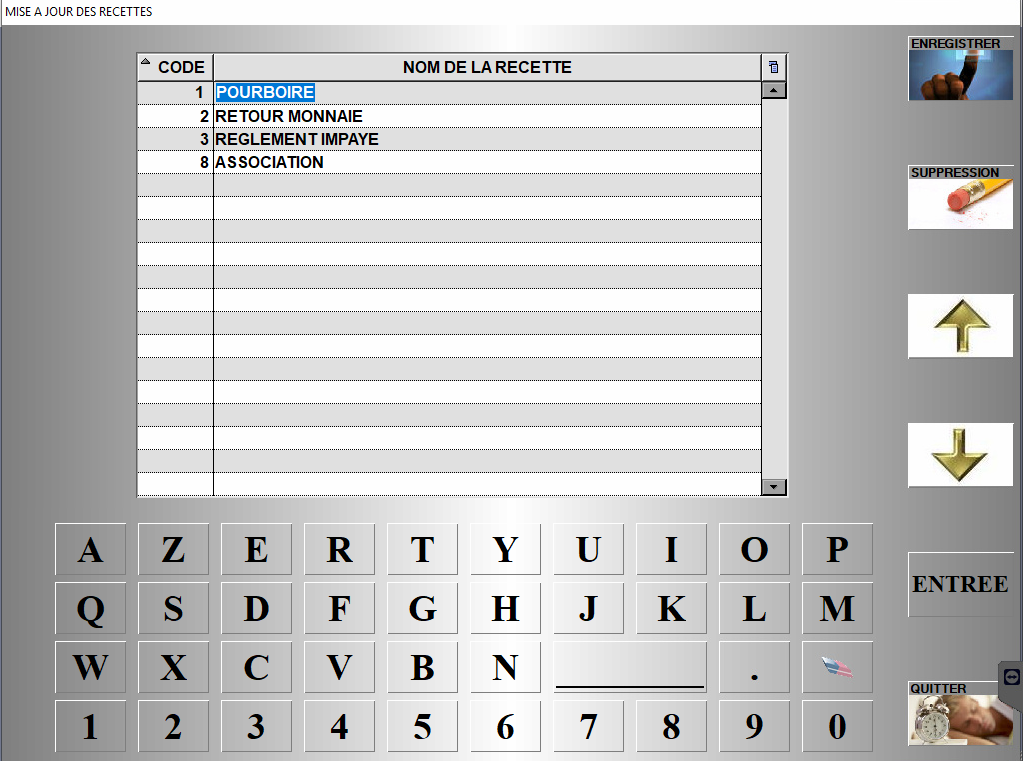 MISE A JOUR DES RECETTES
CODE NOM DE LA RECETTE
1 POURBOIRE
2 RETOUR MONNAIE
3 REGLEMENT IMPAYE
8 ASSOCIATION
ENREGISTRER
SUPPRESSION
ENTREE
QUITTER
A Z E R T Y U I O P
Q S D F G H J K L M
W X C V B N .
1 2 3 4 5 6 7 8 9 0